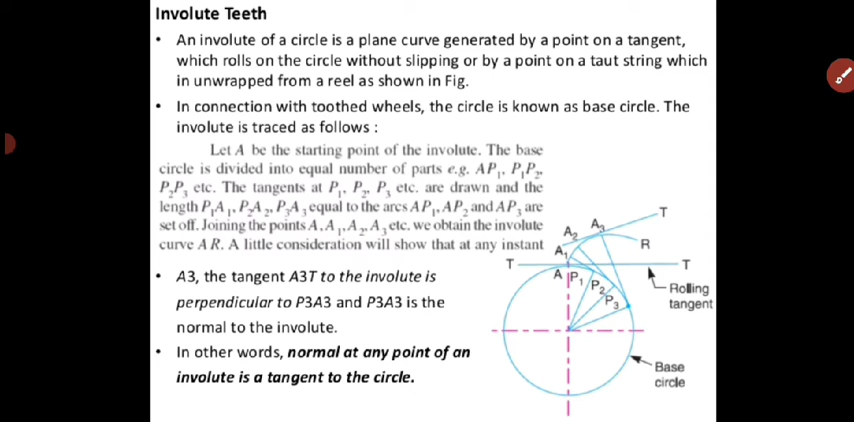 Involute Teeth
• An involute of a circle is a plane curve generated by a point on a tangent,
which rolls on the circle without slipping or by a point on a taut string which
in unwrapped from a reel as shown in Fig.
• In connection with toothed wheels, the circle is known as base circle. The
involute is traced as follows :
Let A be the starting point of the involute. The base
circle is divided into equal number of parts e.g. AP₁, P₁P₂,
P₂P₃ etc. The tangents at P₁, P₂, P₃ etc. are drawn and the
length P₁A₁, P₂A₂, P₃A₃ equal to the arcs AP₁, AP₂ and AP₃ are
set off. Joining the points A, A₁, A₂, A₃ etc. we obtain the involute
curve AR. A little consideration will show that at any instant
• A3, the tangent A3T to the involute is
perpendicular to P3A3 and P3A3 is the
normal to the involute.
• In other words, normal at any point of an
involute is a tangent to the circle.
T
A₃
A₂
R
A₁
T
T
A
P₁
P₂
P₃
Rolling
tangent
Base
circle